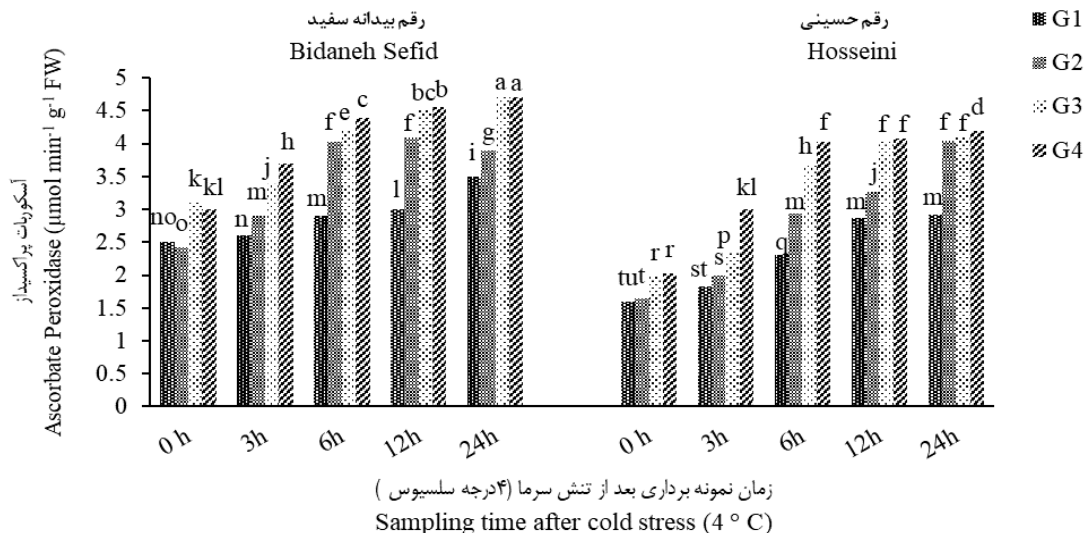 رقم بیدانه سفید
Bidaneh Sefid
رقم حسینی
Hosseini
G1
G2
G3
G4
آسکوربات پراکسیداز
Ascorbate Peroxidase (µmol min⁻¹ g⁻¹ FW)
5
4.5
4
3.5
3
2.5
2
1.5
1
0.5
0
no o k kl
n m j h
m f e c
l f bc b
i g a a
tu t r r
st s p kl
q m h f
m j f f
m f f d
0 h 3h 6h 12h 24h 0 h 3h 6h 12h 24h
زمان نمونه برداری بعد از تنش سرما (۴درجه سلسیوس )
Sampling time after cold stress (4 ° C)